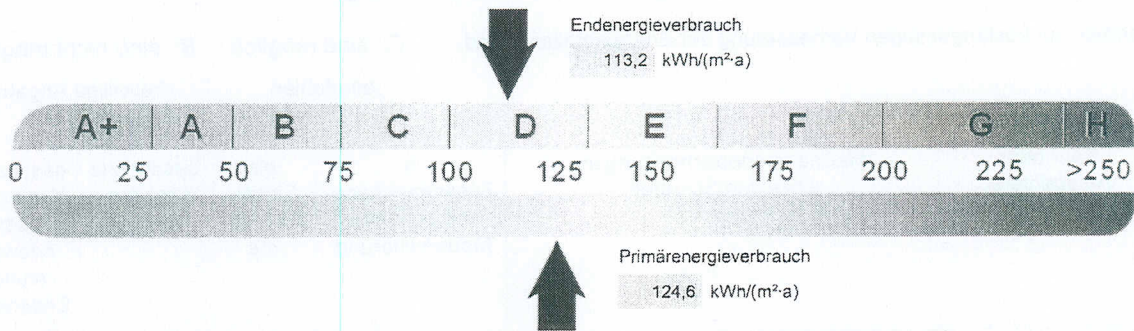 Endenergieverbrauch
113,2 kWh/(m²·a)
A+ A B C D E F G H
0 25 50 75 100 125 150 175 200 225 >250
Primärenergieverbrauch
124,6 kWh/(m²·a)